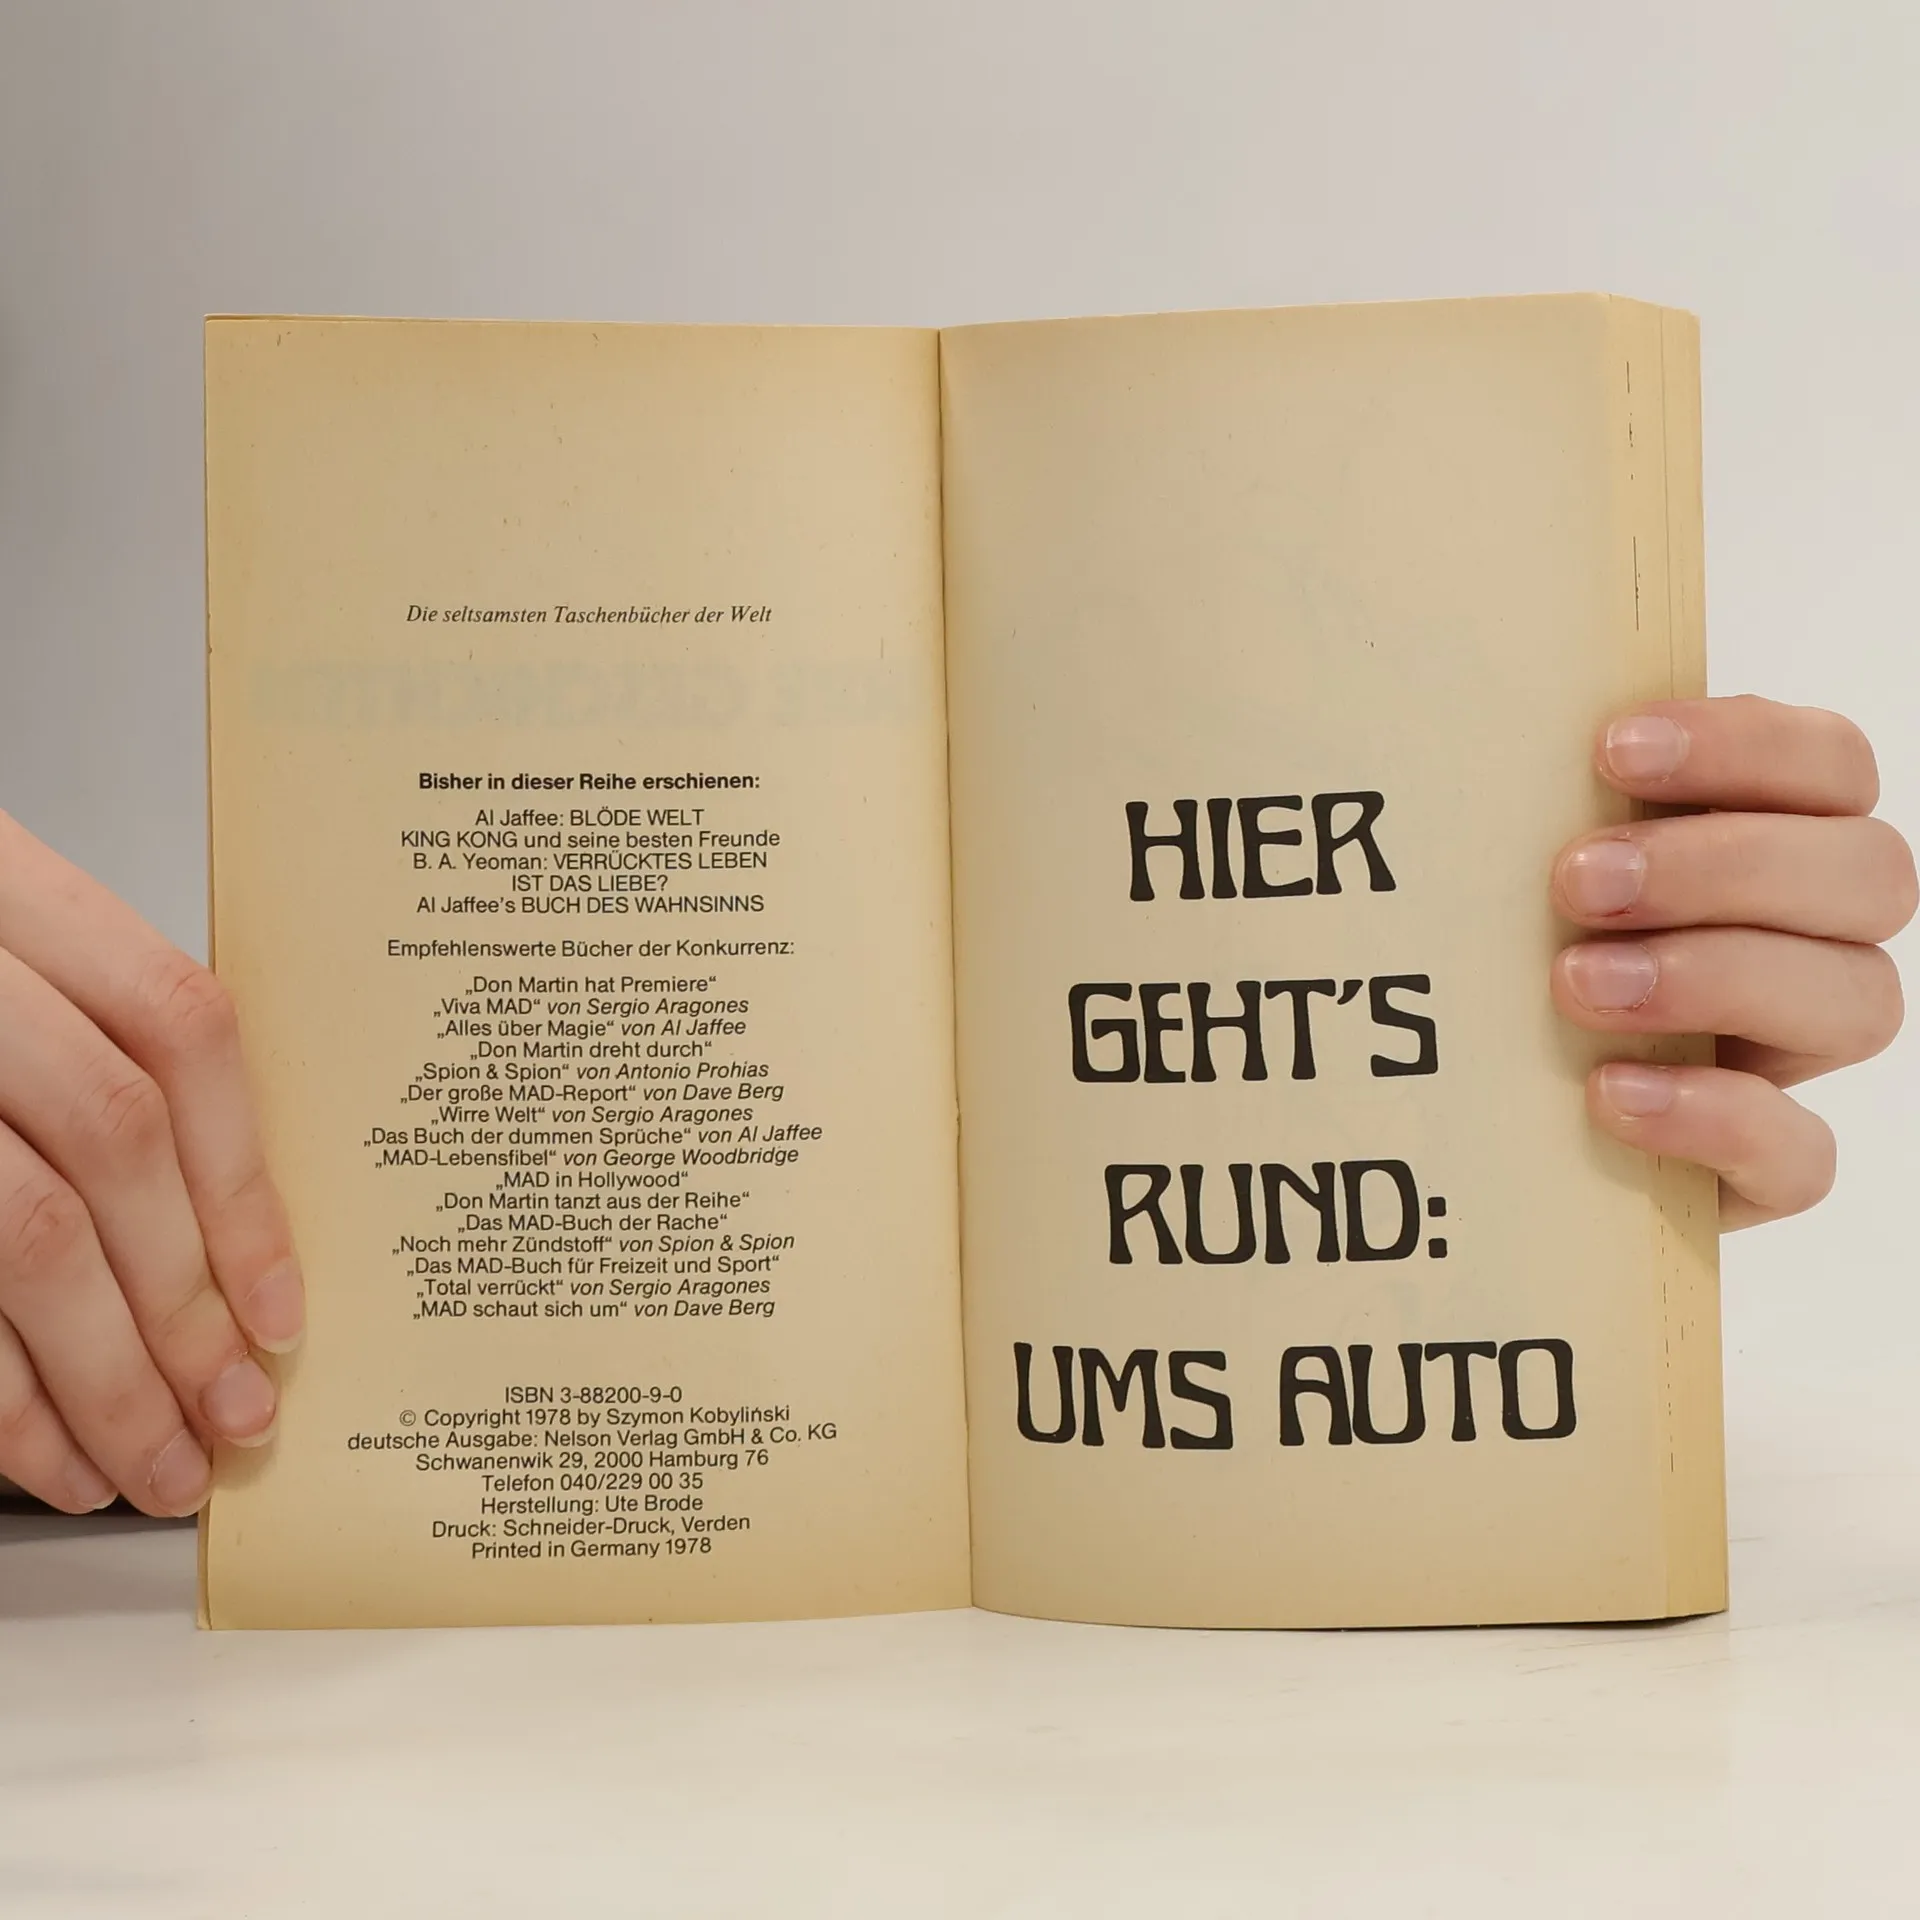 Die seltsamsten Taschenbücher der Welt
Bisher in dieser Reihe erschienen:
Al Jaffee: BLÖDE WELT
KING KONG und seine besten Freunde
B. A. Yeoman: VERRÜCKTES LEBEN
IST DAS LIEBE?
Al Jaffee's BUCH DES WAHNSINNS
Empfehlenswerte Bücher der Konkurrenz:
„Don Martin hat Premiere“
„Viva MAD“ von Sergio Aragones
„Alles über Magie“ von Al Jaffee
„Don Martin dreht durch“
„Spion & Spion“ von Antonio Prohias
„Der große MAD-Report“ von Dave Berg
„Wirre Welt“ von Sergio Aragones
„Das Buch der dummen Sprüche“ von Al Jaffee
„MAD-Lebensfibel“ von George Woodbridge
„MAD in Hollywood“
„Don Martin tanzt aus der Reihe“
„Das MAD-Buch der Rache“
„Noch mehr Zündstoff“ von Spion & Spion
„Das MAD-Buch für Freizeit und Sport“
„Total verrückt“ von Sergio Aragones
„MAD schaut sich um“ von Dave Berg
ISBN 3-88200-9-0
© Copyright 1978 by Szymon Kobyliński
deutsche Ausgabe: Nelson Verlag GmbH & Co. KG
Schwanenwik 29, 2000 Hamburg 76
Telefon 040/229 00 35
Herstellung: Ute Brode
Druck: Schneider-Druck, Verden
Printed in Germany 1978
HIER
GEHT'S
RUND:
UMS AUTO